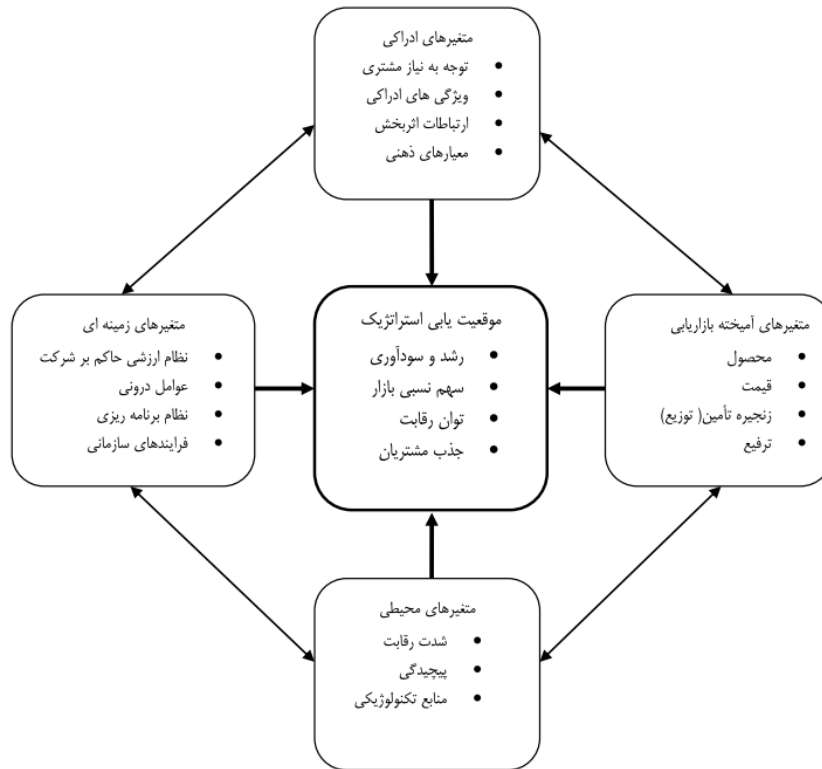 متغیرهای ادراکی
• توجه به نیاز مشتری
• ویژگی های ادراکی
• ارتباطات اثربخش
• معیارهای ذهنی
متغیرهای آمیخته بازاریابی
• محصول
• قیمت
• زنجیره تأمین( توزیع)
• ترفیع
موقعیت یابی استراتژیک
• رشد و سودآوری
• سهم نسبی بازار
• توان رقابت
• جذب مشتریان
متغیرهای زمینه ای
• نظام ارزشی حاکم بر شرکت
• عوامل درونی
• نظام برنامه ریزی
• فرایندهای سازمانی
متغیرهای محیطی
• شدت رقابت
• پیچیدگی
• منابع تکنولوژیکی